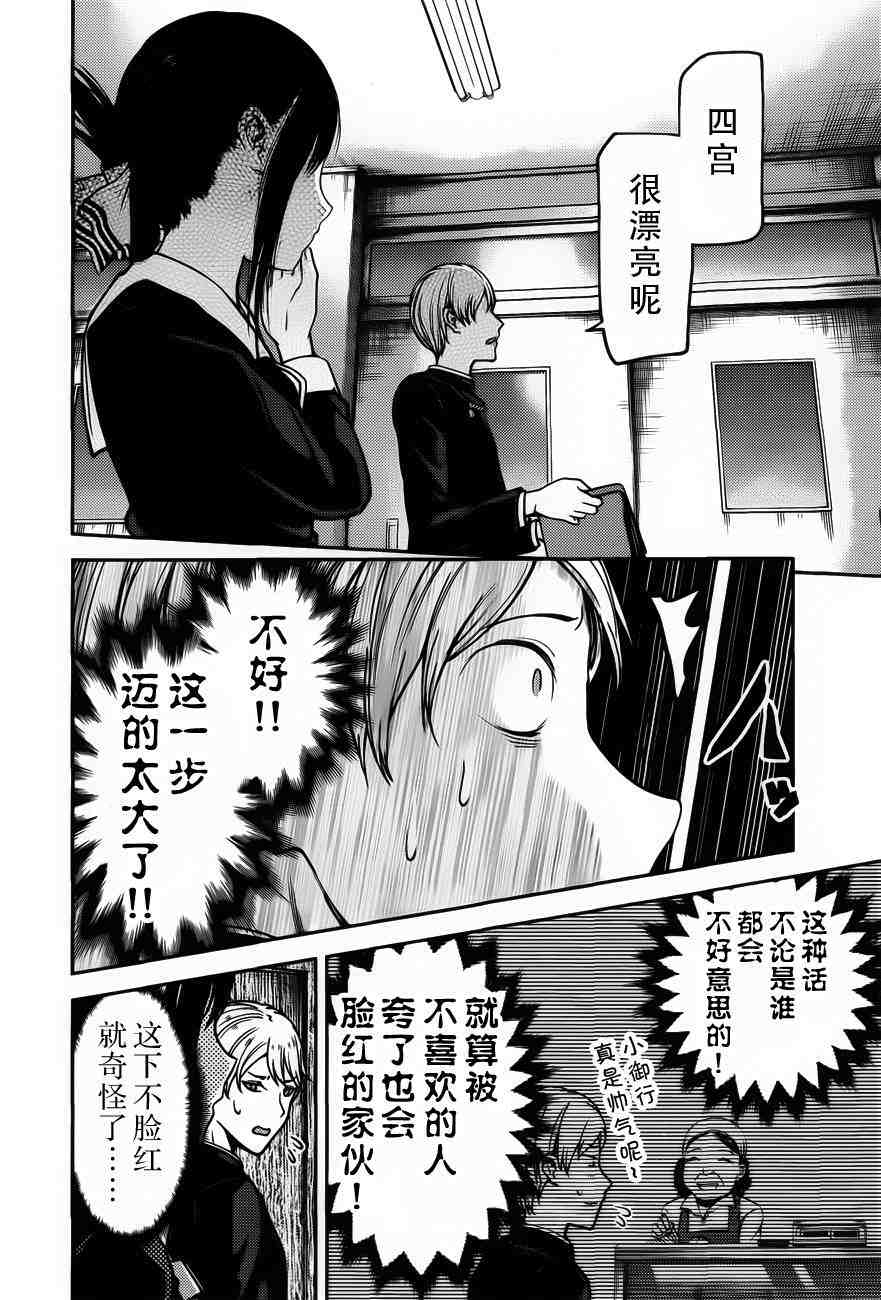 四宫
很漂亮呢
不好!!
这一步
迈的太大了!!
这种话
不论是谁
都会
不好意思的!
小御行
真是帅气呢~
就算被
不喜欢的人
夸了也会
脸红的家伙!
这下不脸红
就奇怪了……